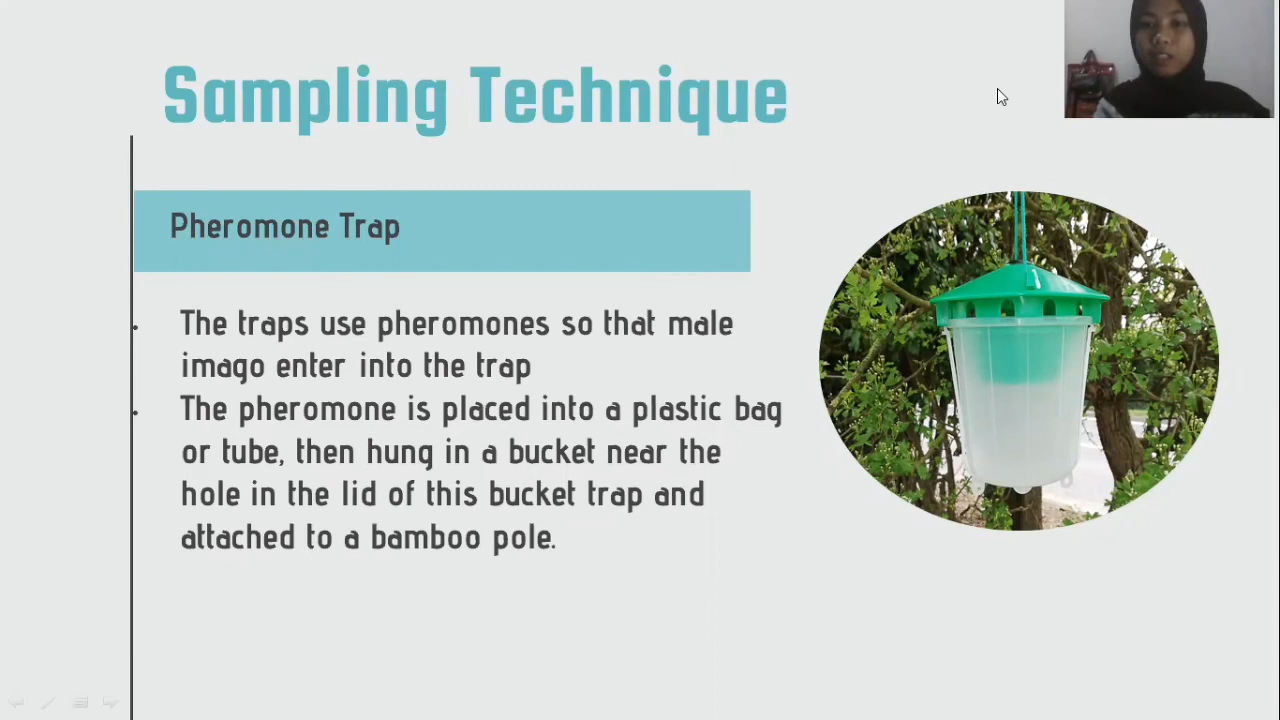 Sampling Technique
Pheromone Trap
The traps use pheromones so that male
imago enter into the trap
The pheromone is placed into a plastic bag
or tube, then hung in a bucket near the
hole in the lid of this bucket trap and
attached to a bamboo pole.